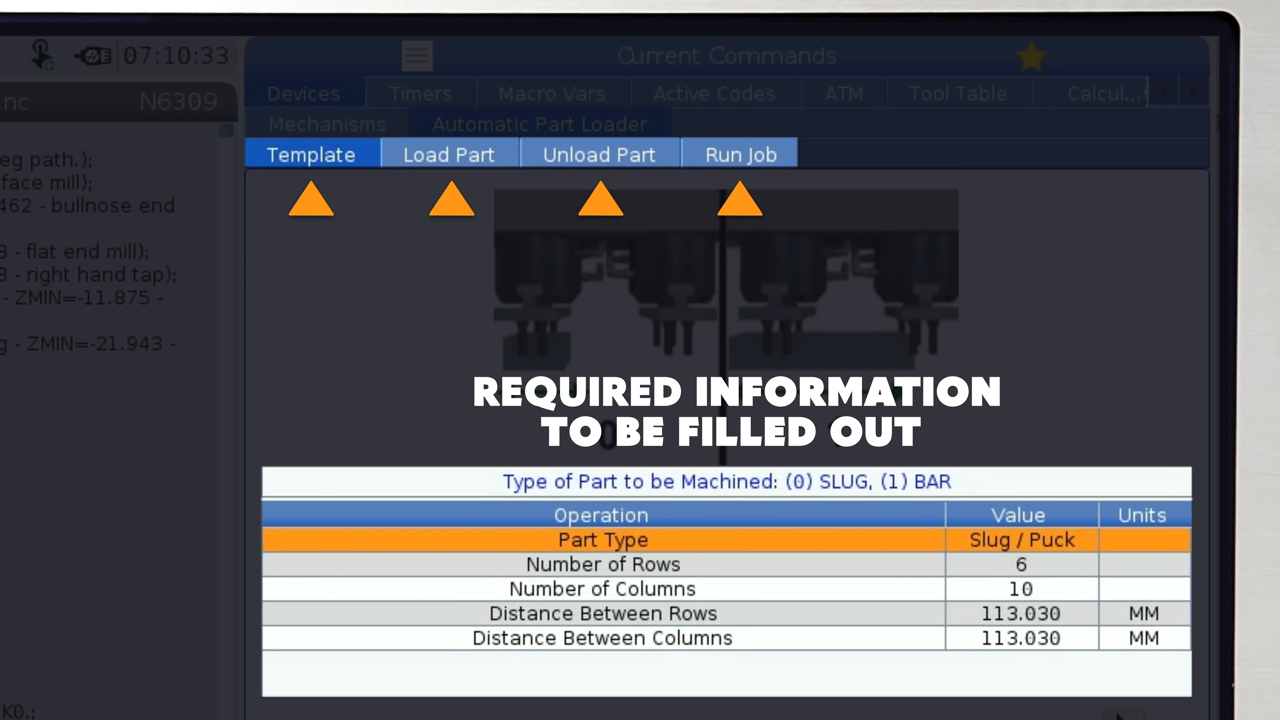 07:10:33
Current Commands
nc N6309
Devices Timers Macro Vars Active Codes ATM Tool Table Calcul...
Mechanisms Automatic Part Loader
Template Load Part Unload Part Run Job
eg path.);
face mill);
462 - bullnose end
8 - flat end mill);
8 - right hand tap);
- ZMIN=-11.875 -
g - ZMIN=-21.943 -
REQUIRED INFORMATION
TO BE FILLED OUT
Type of Part to be Machined: (0) SLUG, (1) BAR
Operation Value Units
Part Type Slug / Puck
Number of Rows 6
Number of Columns 10
Distance Between Rows 113.030 MM
Distance Between Columns 113.030 MM
K0.;